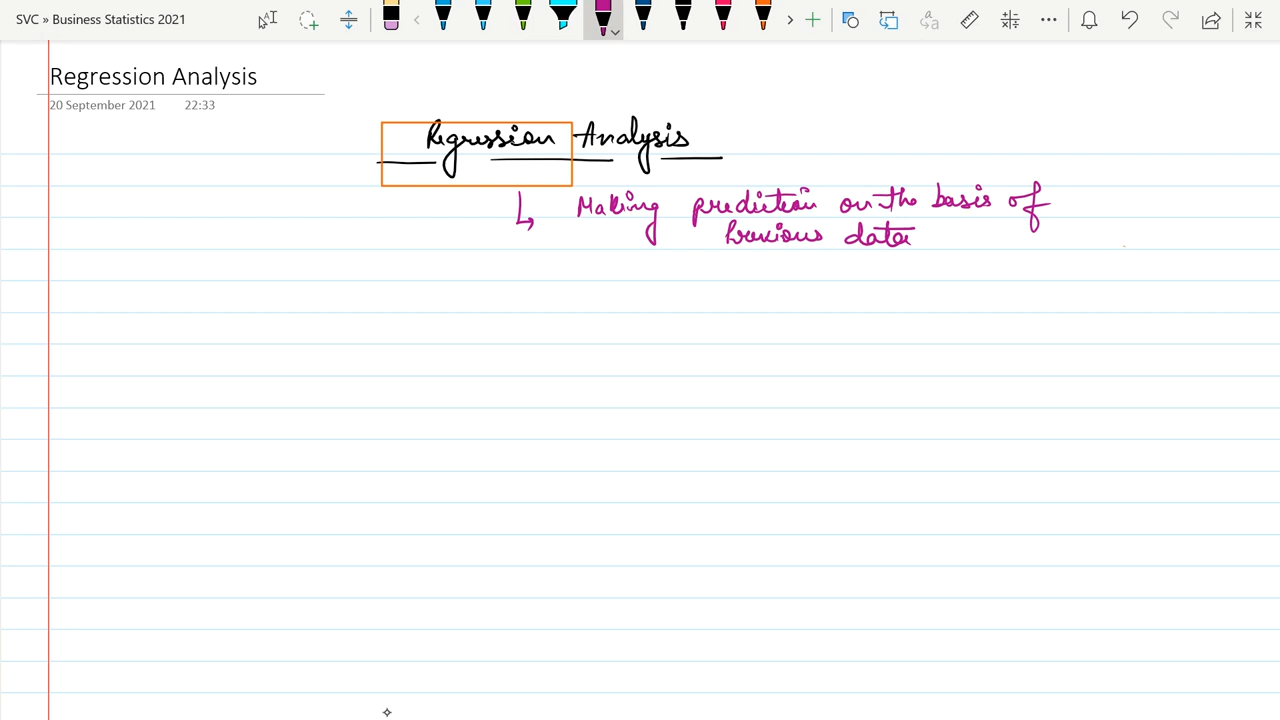 SVC » Business Statistics 2021
Regression Analysis
20 September 2021 22:33
Regression Analysis
↳ Making prediction on the basis of
previous data